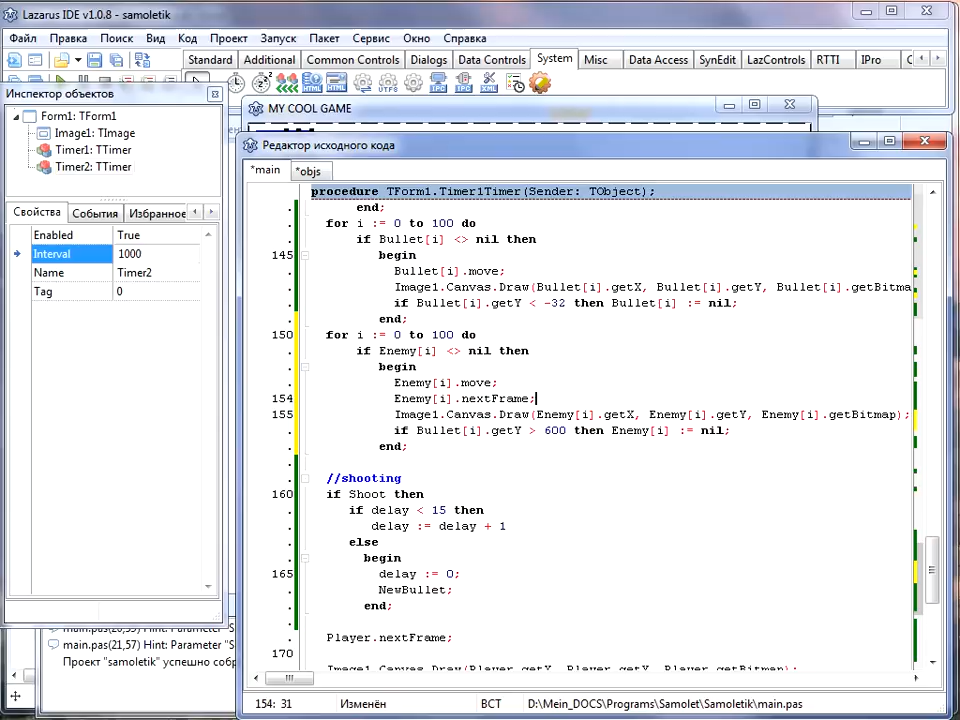 Lazarus IDE v1.0.8 - samoletik
Файл Правка Поиск Вид Код Проект Запуск Пакет Сервис Окно Справка
Standard Additional Common Controls Dialogs Data Controls System Misc Data Access SynEdit LazControls RTTI IPro
Инспектор объектов
Form1: TForm1
Image1: TImage
Timer1: TTimer
Timer2: TTimer
Свойства События Избранное
Enabled True
Interval 1000
Name Timer2
Tag 0
MY COOL GAME
Редактор исходного кода
*main *objs
procedure TForm1.Timer1Timer(Sender: TObject);
end;
for i := 0 to 100 do
if Bullet[i] <> nil then
145 begin
Bullet[i].move;
Image1.Canvas.Draw(Bullet[i].getX, Bullet[i].getY, Bullet[i].getBitma
if Bullet[i].getY < -32 then Bullet[i] := nil;
end;
150 for i := 0 to 100 do
if Enemy[i] <> nil then
begin
Enemy[i].move;
154 Enemy[i].nextFrame;
155 Image1.Canvas.Draw(Enemy[i].getX, Enemy[i].getY, Enemy[i].getBitmap);
if Bullet[i].getY > 600 then Enemy[i] := nil;
end;
//shooting
160 if Shoot then
if delay < 15 then
delay := delay + 1
else
begin
165 delay := 0;
NewBullet;
end;
Player.nextFrame;
170
Image1.Canvas.Draw(Player.getX, Player.getY, Player.getBitmap);
main.pas(21,57) Hint: Parameter "S
Проект "samoletik" успешно собр
154: 31 Изменён ВСТ D:\Mein_DOCS\Programs\Samolet\Samoletik\main.pas